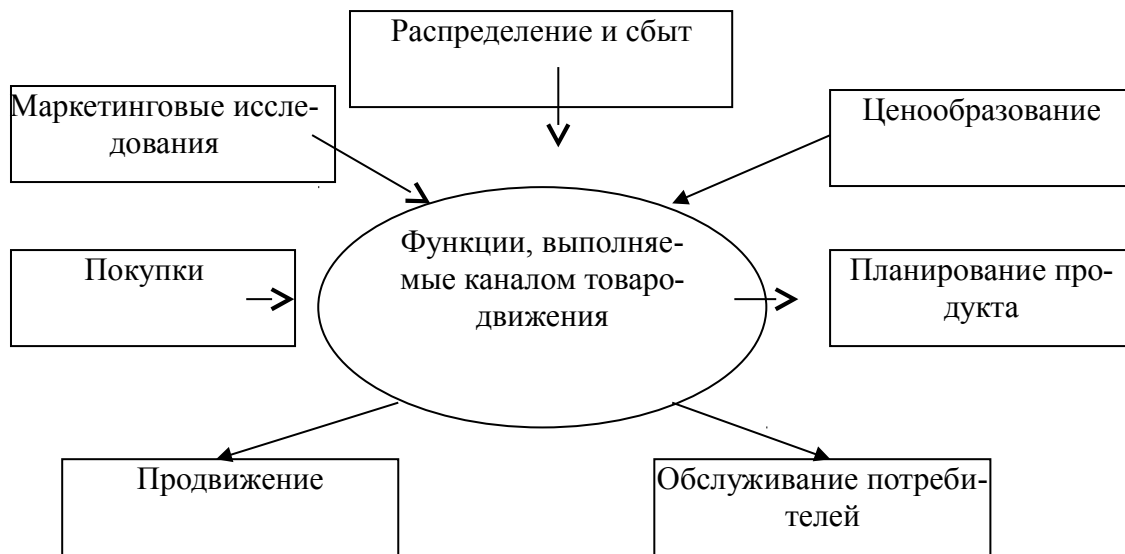 Распределение и сбыт
Маркетинговые иссле-
дования
Ценообразование
Функции, выполняе-
мые каналом товаро-
движения
Покупки
Планирование про-
дукта
Продвижение
Обслуживание потреби-
телей